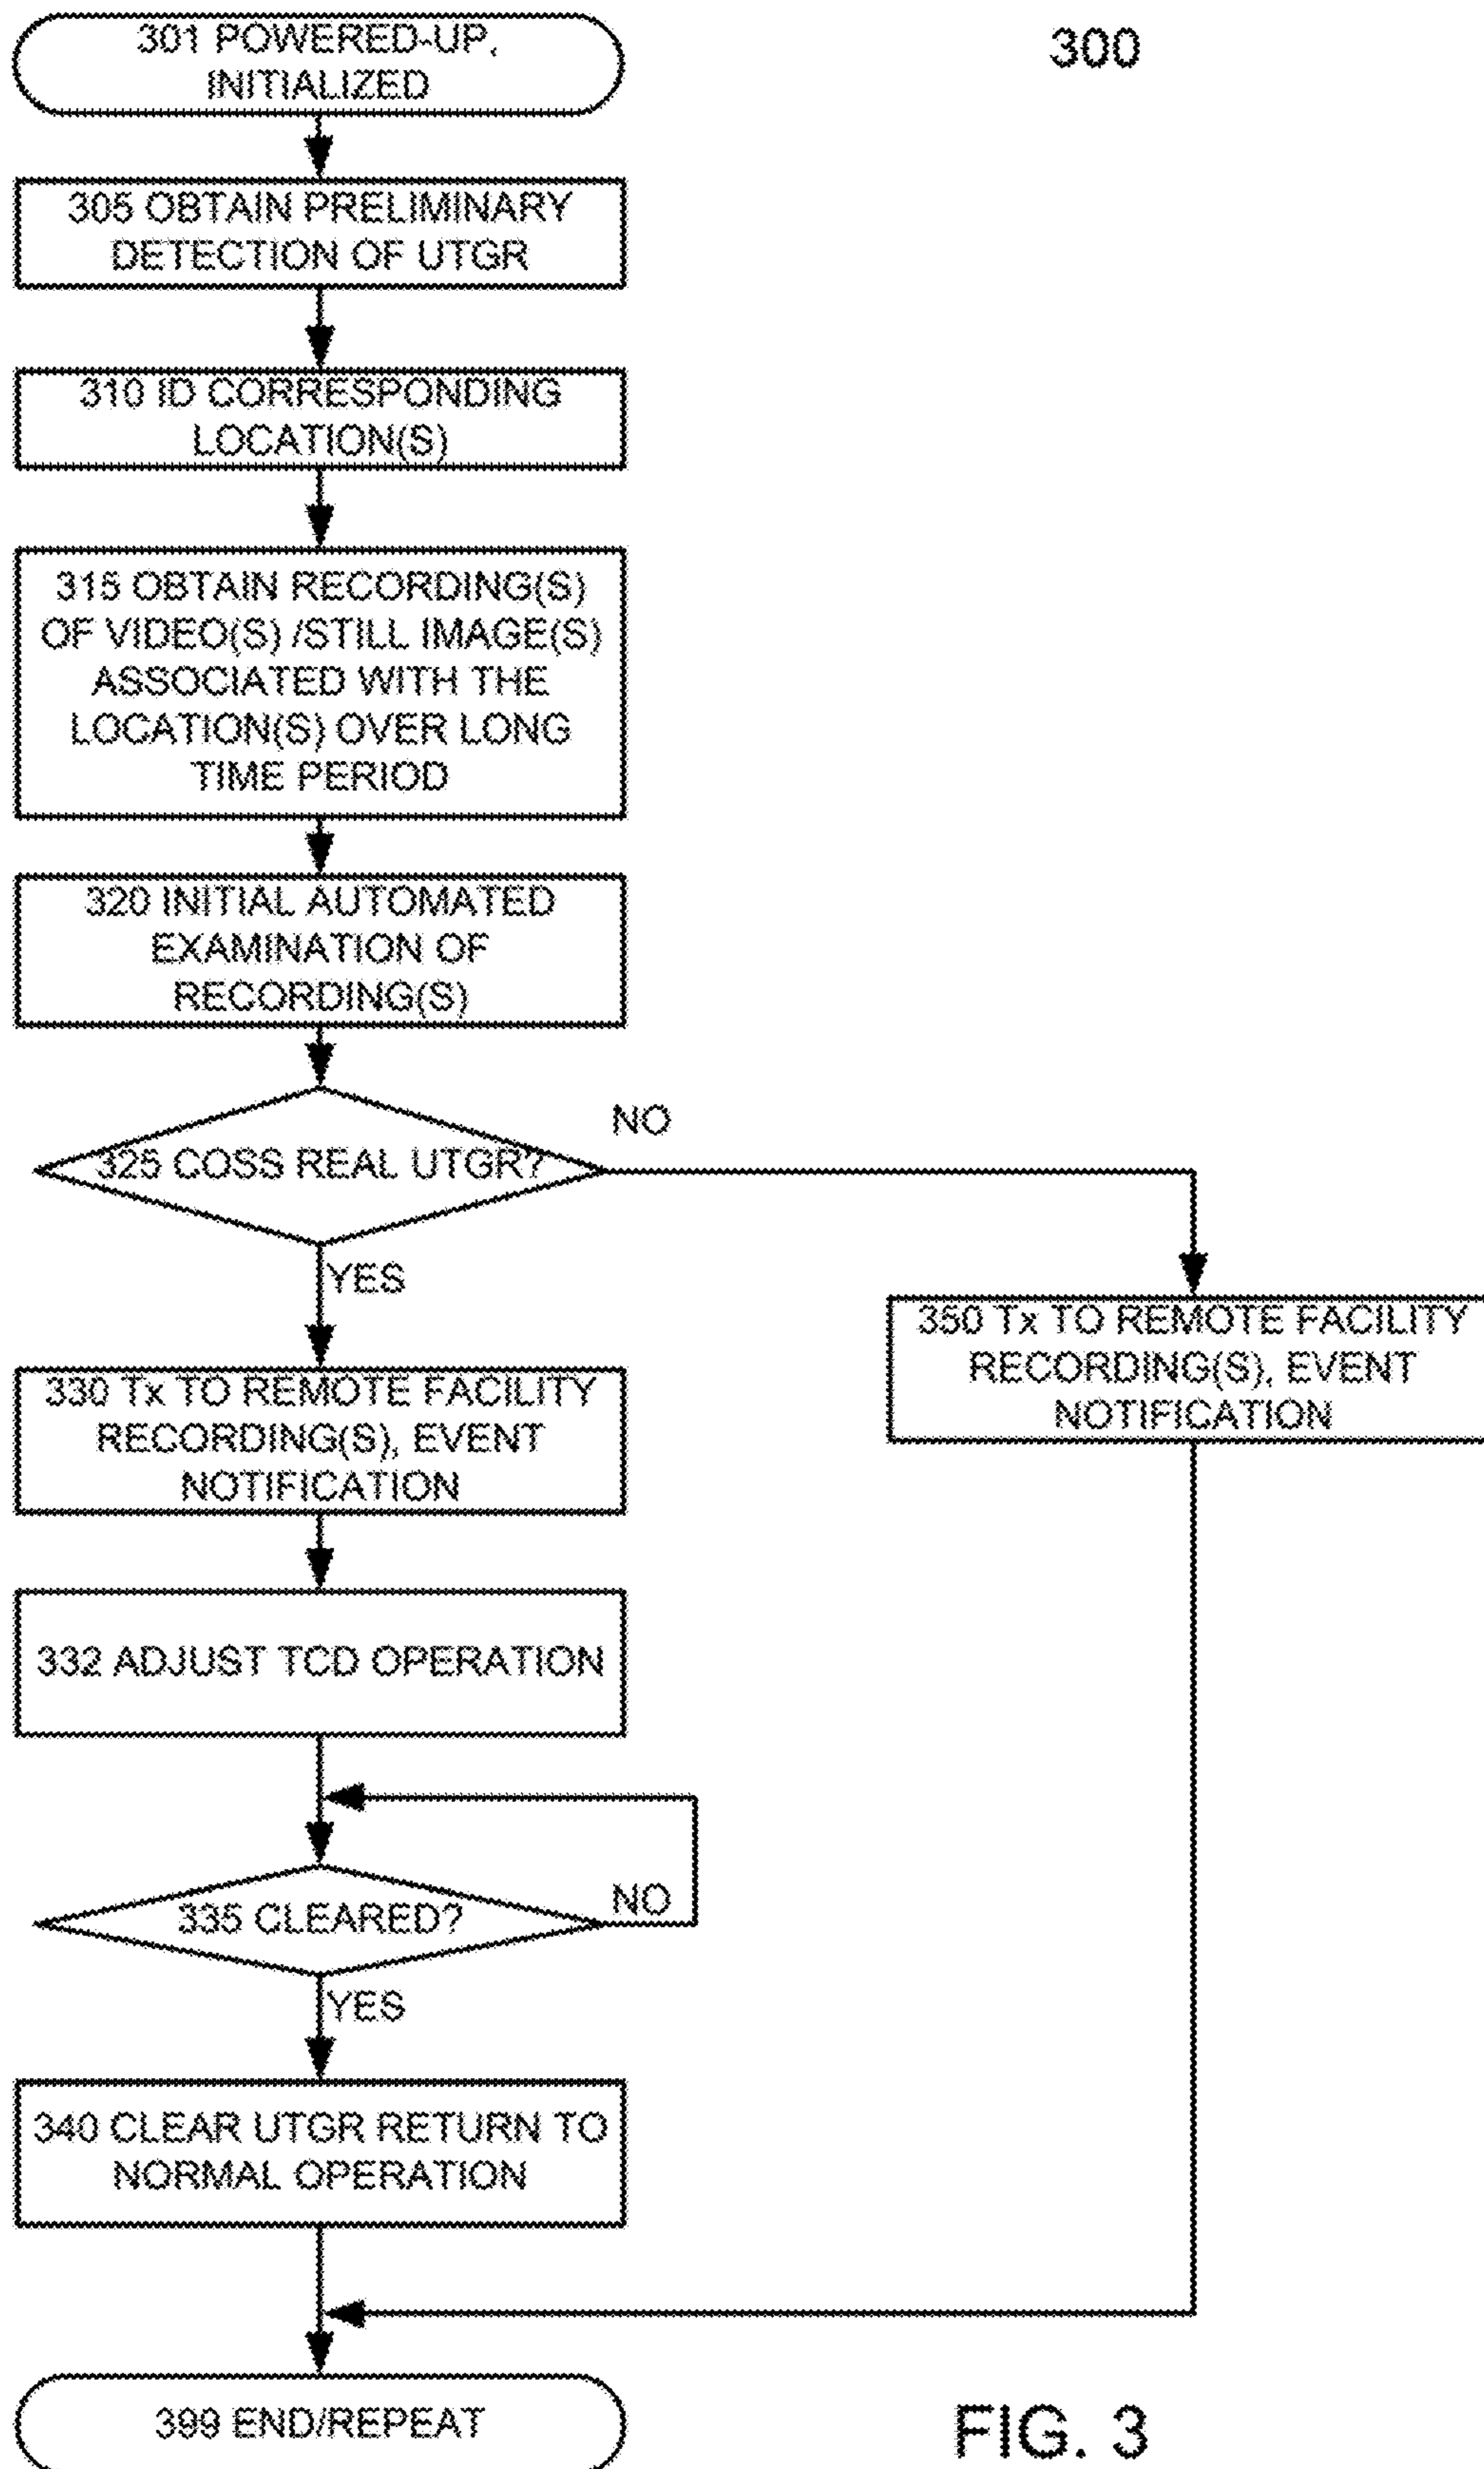 300
301 POWERED-UP,
INITIALIZED
305 OBTAIN PRELIMINARY
DETECTION OF UTGR
310 ID CORRESPONDING
LOCATION(S)
315 OBTAIN RECORDING(S)
OF VIDEO(S) /STILL IMAGE(S)
ASSOCIATED WITH THE
LOCATION(S) OVER LONG
TIME PERIOD
320 INITIAL AUTOMATED
EXAMINATION OF
RECORDING(S)
325 COSS REAL UTGR?
NO
YES
350 Tx TO REMOTE FACILITY
RECORDING(S), EVENT
NOTIFICATION
330 Tx TO REMOTE FACILITY
RECORDING(S), EVENT
NOTIFICATION
332 ADJUST TCD OPERATION
335 CLEARED?
NO
YES
340 CLEAR UTGR RETURN TO
NORMAL OPERATION
399 END/REPEAT
FIG. 3